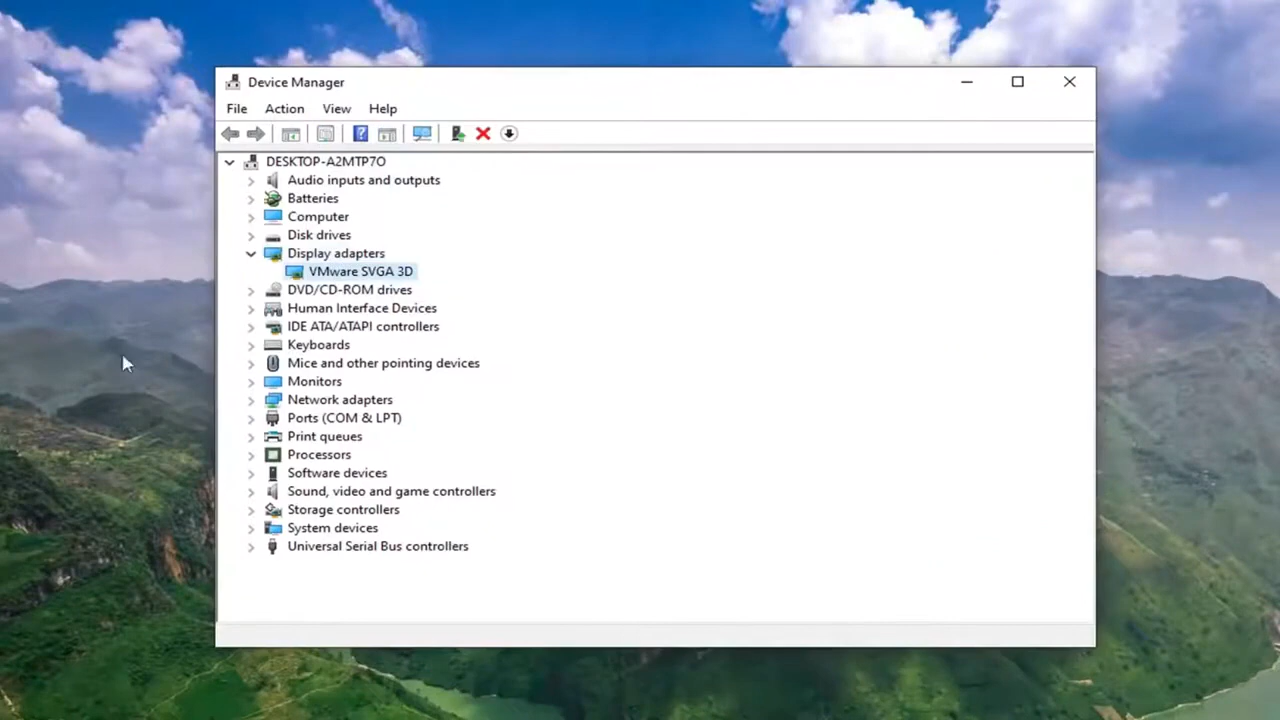 Device Manager
File Action View Help
DESKTOP-A2MTP7O
Audio inputs and outputs
Batteries
Computer
Disk drives
Display adapters
VMware SVGA 3D
DVD/CD-ROM drives
Human Interface Devices
IDE ATA/ATAPI controllers
Keyboards
Mice and other pointing devices
Monitors
Network adapters
Ports (COM & LPT)
Print queues
Processors
Software devices
Sound, video and game controllers
Storage controllers
System devices
Universal Serial Bus controllers